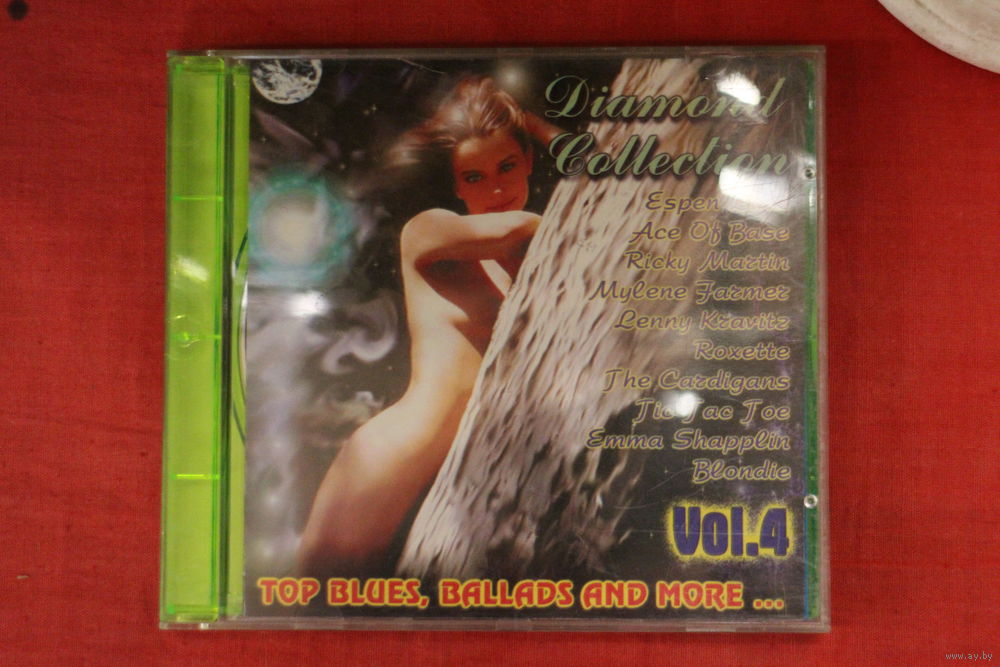 Diamond
Collection
Espen
Ace Of Base
Ricky Martin
Mylene Farmer
Lenny Kravitz
Roxette
The Cardigans
Tic Tac Toe
Emma Shapplin
Blondie
Vol.4
TOP BLUES, BALLADS AND MORE ...
www.ay.by